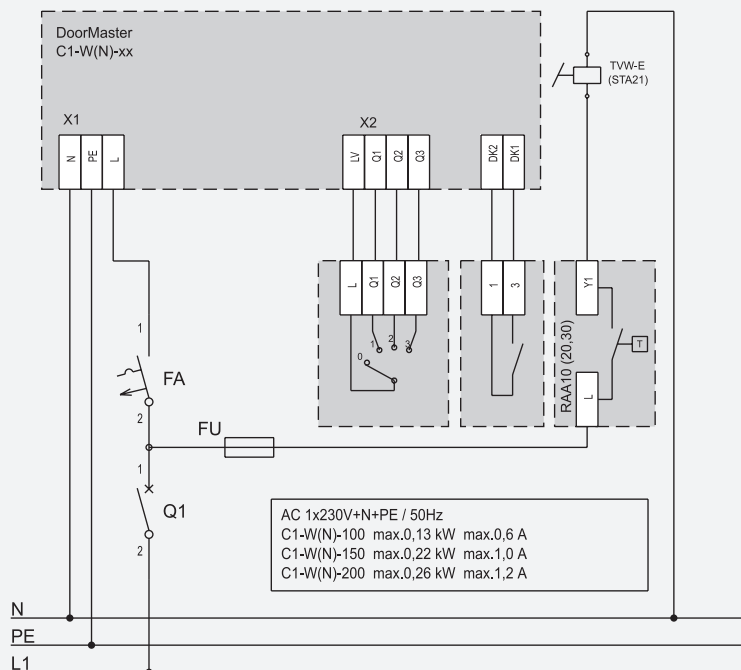 DoorMaster
C1-W(N)-xx
TVW-E
(STA21)
X1
X2
N
PE
L
LV
Q1
Q2
Q3
DK2
DK1
L
Q1
Q2
Q3
1
3
Y1
0
1
2
3
T
RAA10 (20,30)
L
1
FA
2
FU
1
Q1
2
AC 1x230V+N+PE / 50Hz
C1-W(N)-100 max.0,13 kW max.0,6 A
C1-W(N)-150 max.0,22 kW max.1,0 A
C1-W(N)-200 max.0,26 kW max.1,2 A
N
PE
L1